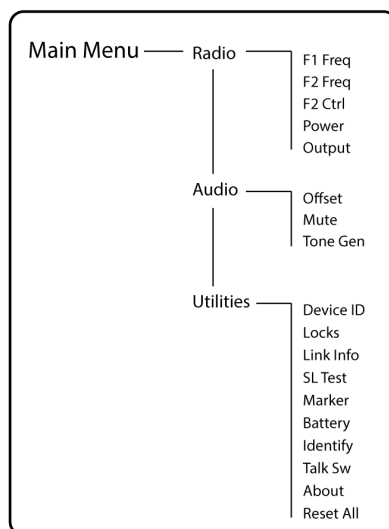 Main Menu
Radio
F1 Freq
F2 Freq
F2 Ctrl
Power
Output
Audio
Offset
Mute
Tone Gen
Utilities
Device ID
Locks
Link Info
SL Test
Marker
Battery
Identify
Talk Sw
About
Reset All